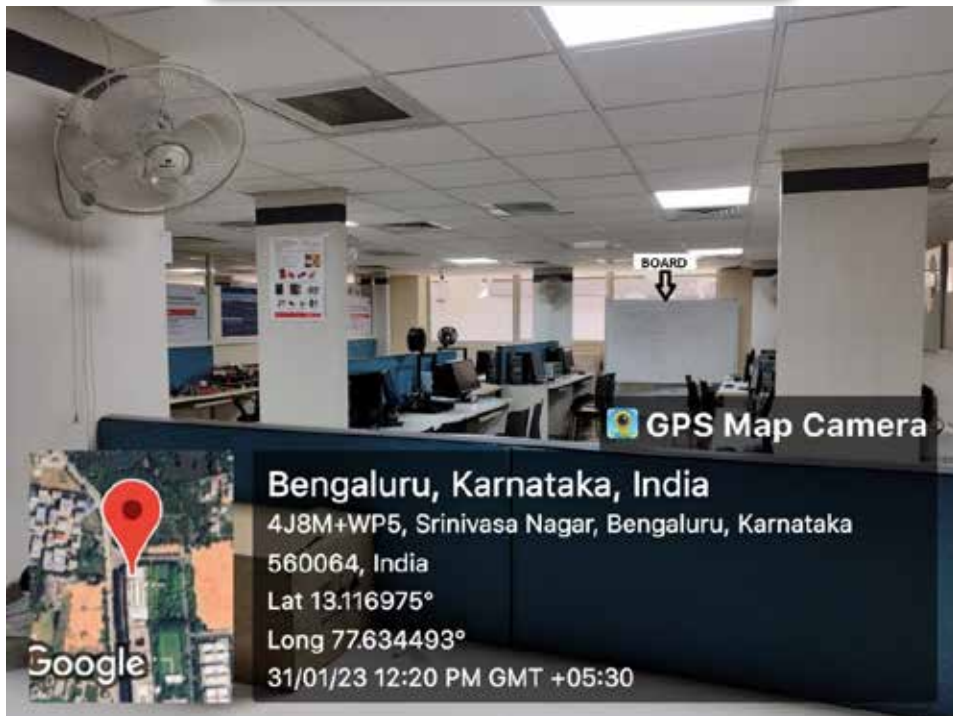 BOARD
GPS Map Camera
Bengaluru, Karnataka, India
4J8M+WP5, Srinivasa Nagar, Bengaluru, Karnataka
560064, India
Lat 13.116975°
Long 77.634493°
31/01/23 12:20 PM GMT +05:30
Google